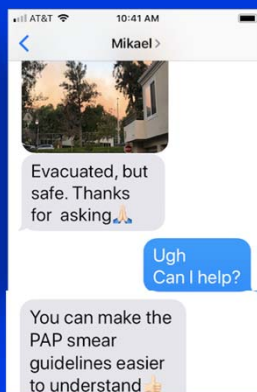 AT&T 10:41 AM
Mikael >
Evacuated, but
safe. Thanks
for asking🙏🏻
Ugh
Can I help?
You can make the
PAP smear
guidelines easier
to understand👍🏻